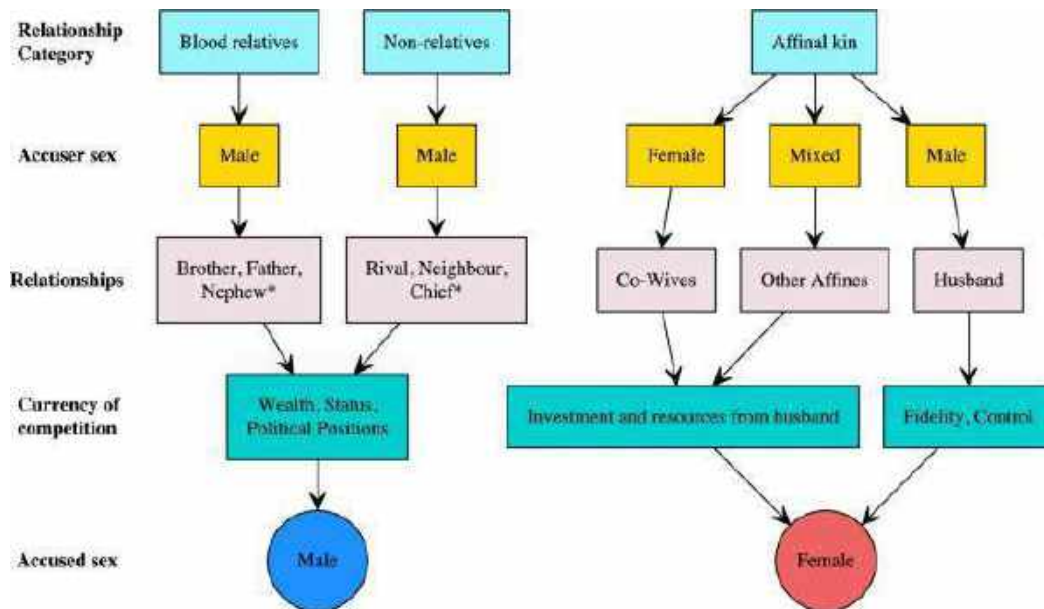 Relationship
Category
Blood relatives
Non-relatives
Affinal kin
Accuser sex
Male
Male
Female
Mixed
Male
Relationships
Brother, Father,
Nephew*
Rival, Neighbour,
Chief*
Co-Wives
Other Affines
Husband
Currency of
competition
Wealth, Status,
Political Positions
Investment and resources from husband
Fidelity, Control
Accused sex
Male
Female